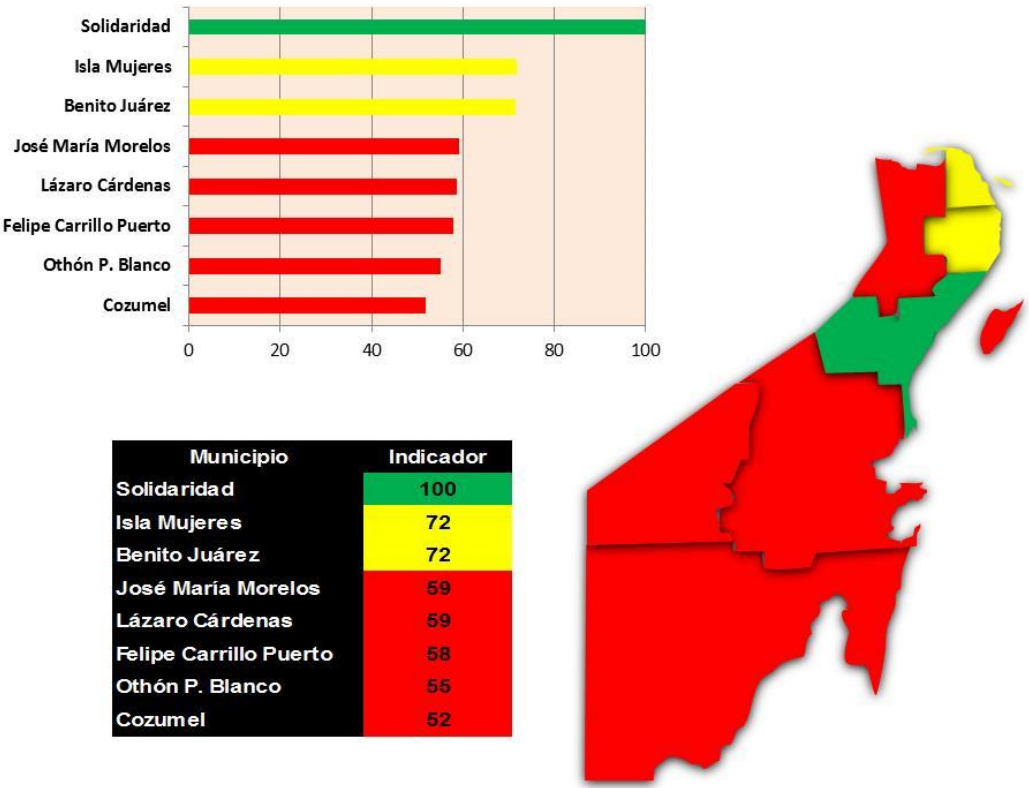 Solidaridad
Isla Mujeres
Benito Juárez
José María Morelos
Lázaro Cárdenas
Felipe Carrillo Puerto
Othón P. Blanco
Cozumel
0 20 40 60 80 100
Municipio Indicador
Solidaridad 100
Isla Mujeres 72
Benito Juárez 72
José María Morelos 59
Lázaro Cárdenas 59
Felipe Carrillo Puerto 58
Othón P. Blanco 55
Cozumel 52